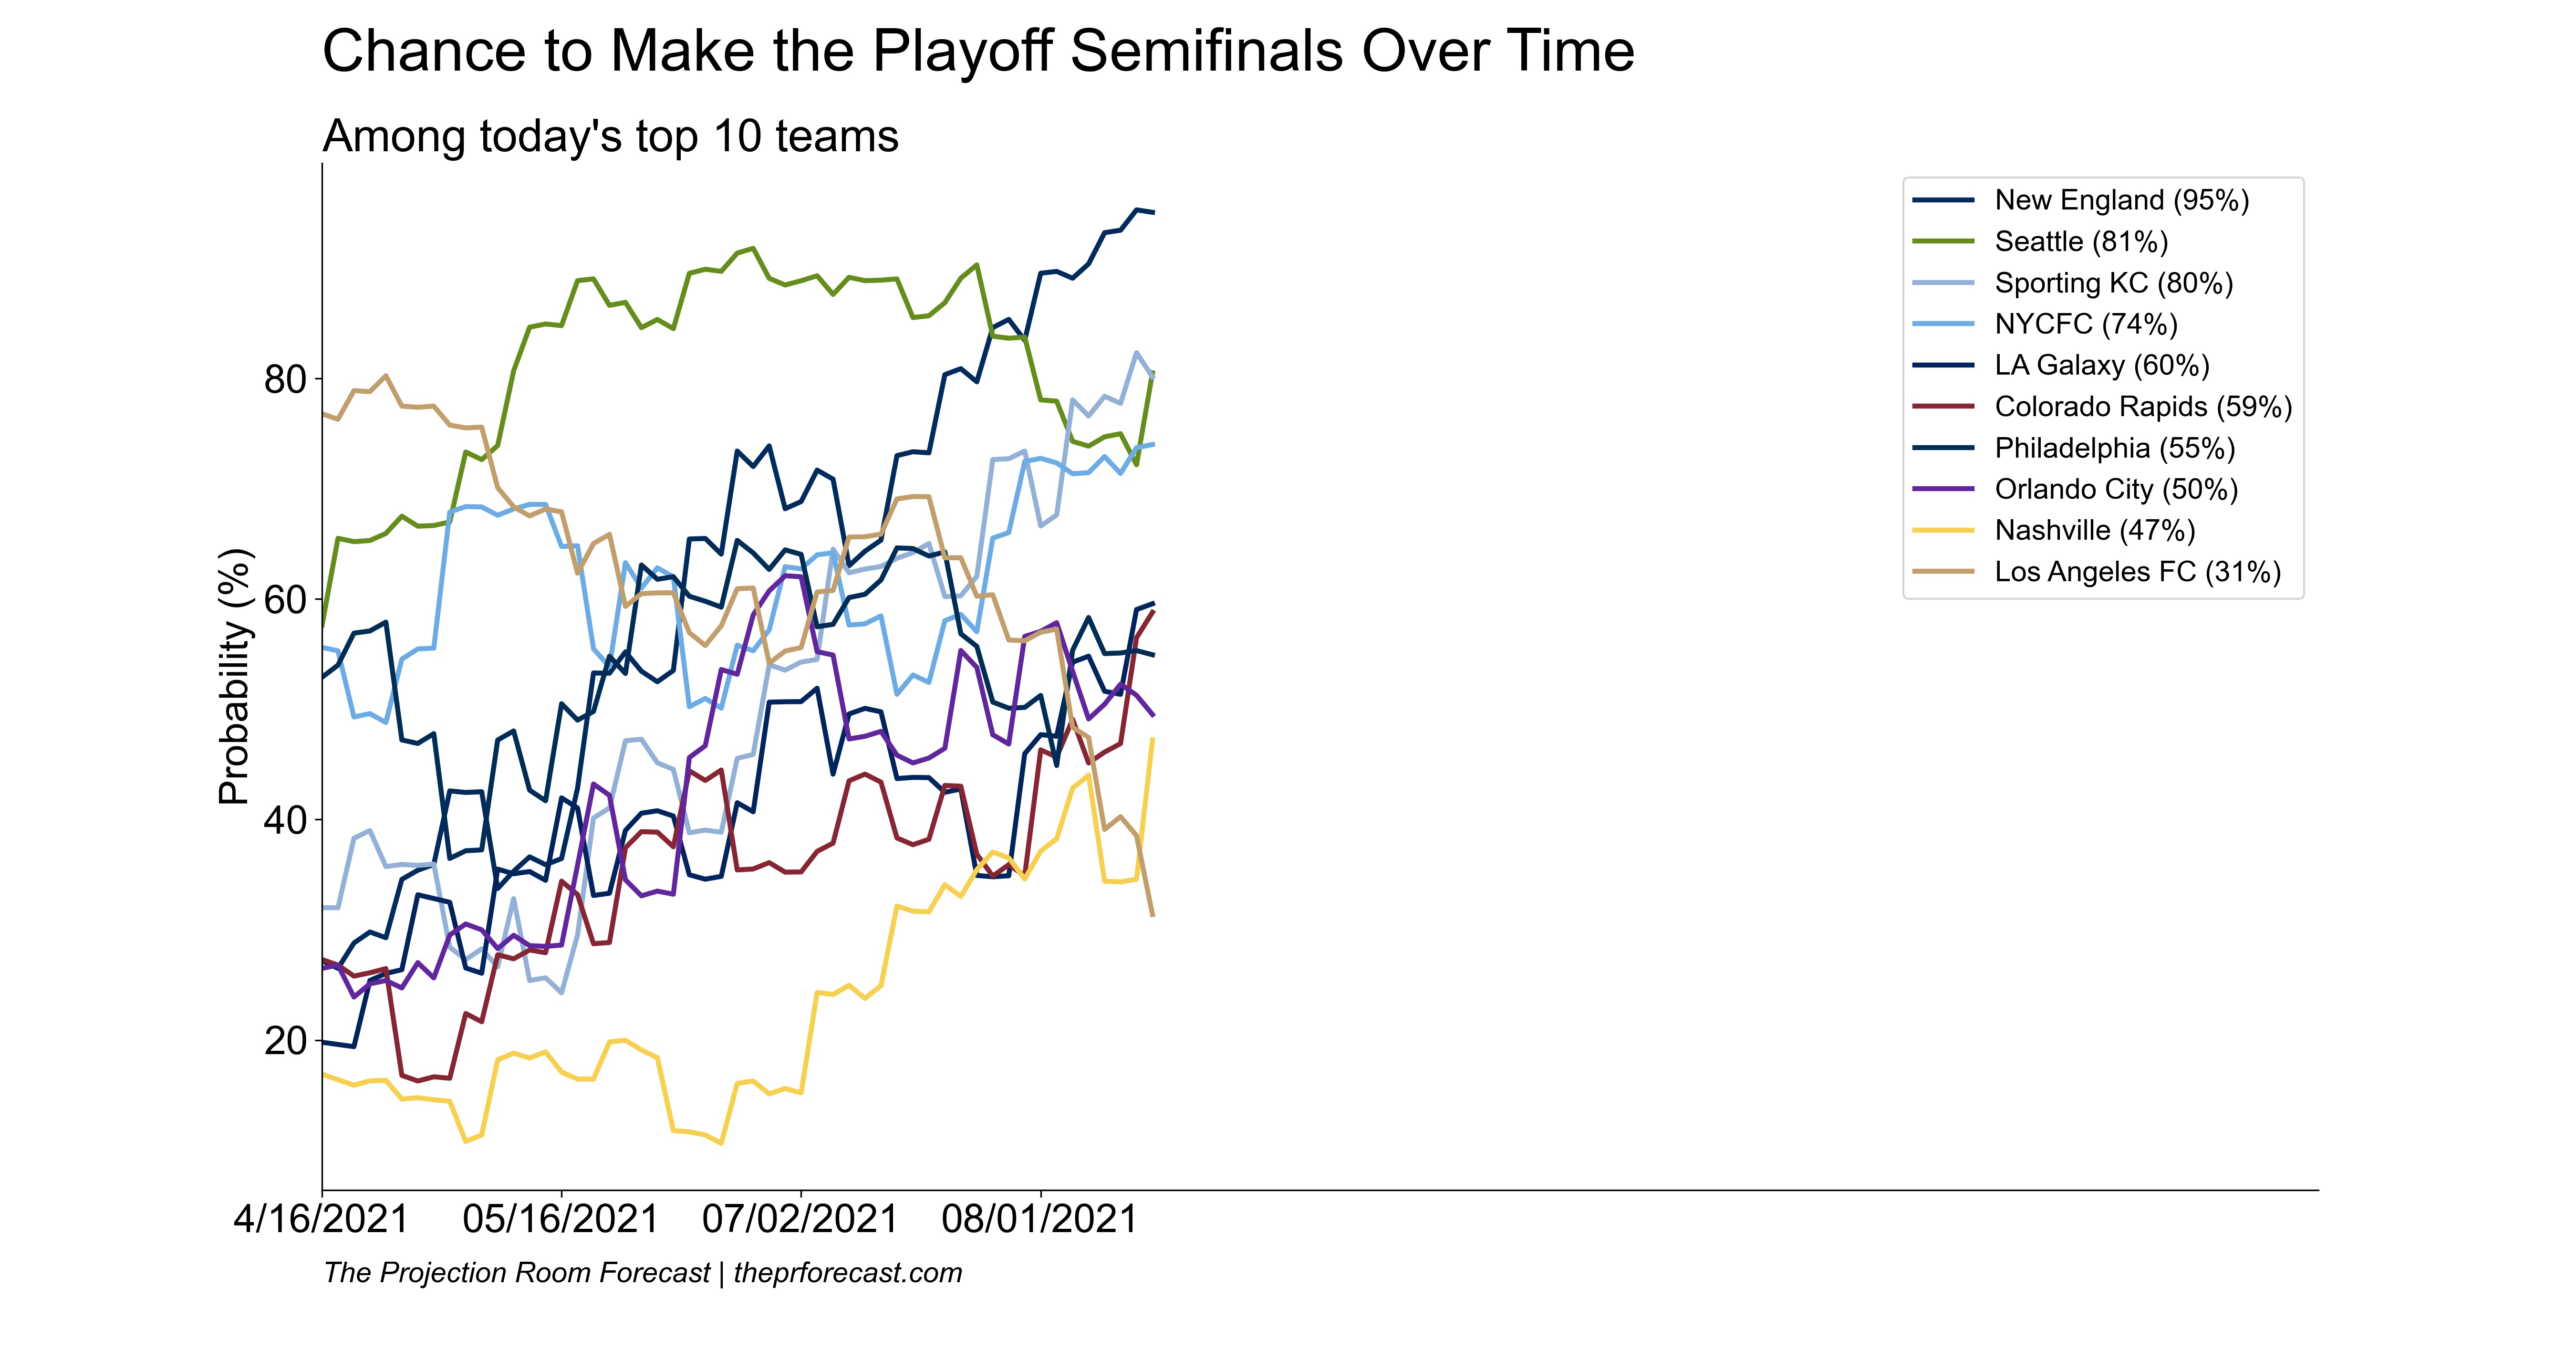 Chance to Make the Playoff Semifinals Over Time
Among today's top 10 teams
New England (95%)
Seattle (81%)
Sporting KC (80%)
NYCFC (74%)
LA Galaxy (60%)
Colorado Rapids (59%)
Philadelphia (55%)
Orlando City (50%)
Nashville (47%)
Los Angeles FC (31%)
Probability (%)
80
60
40
20
4/16/2021 05/16/2021 07/02/2021 08/01/2021
The Projection Room Forecast | theprforecast.com